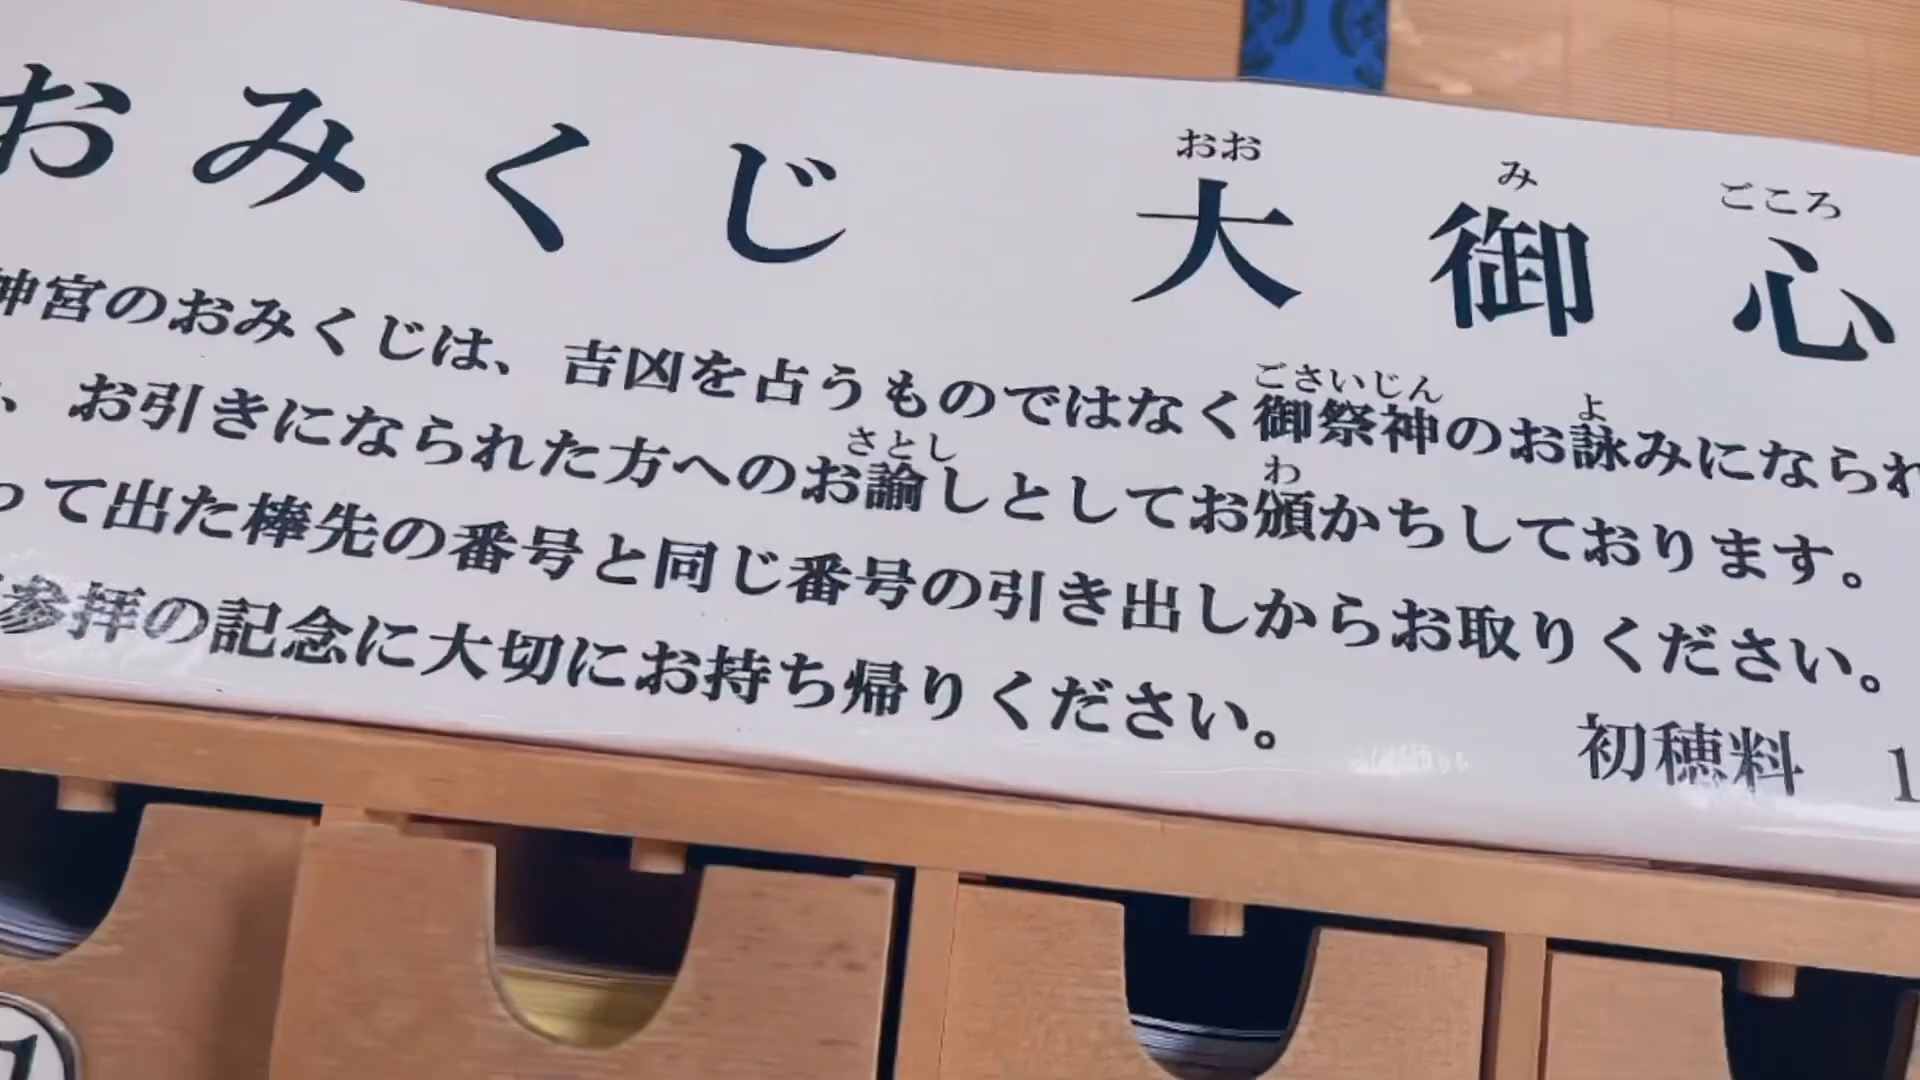 おみくじ 大御心
おお み ごころ
神宮のおみくじは、吉凶を占うものではなく御祭神のお詠みになられ
ごさいじん よ
、お引きになられた方へのお諭しとしてお頒かちしております。
さとし わ
って出た棒先の番号と同じ番号の引き出しからお取りください。
参拝の記念に大切にお持ち帰りください。
初穂料 1
1